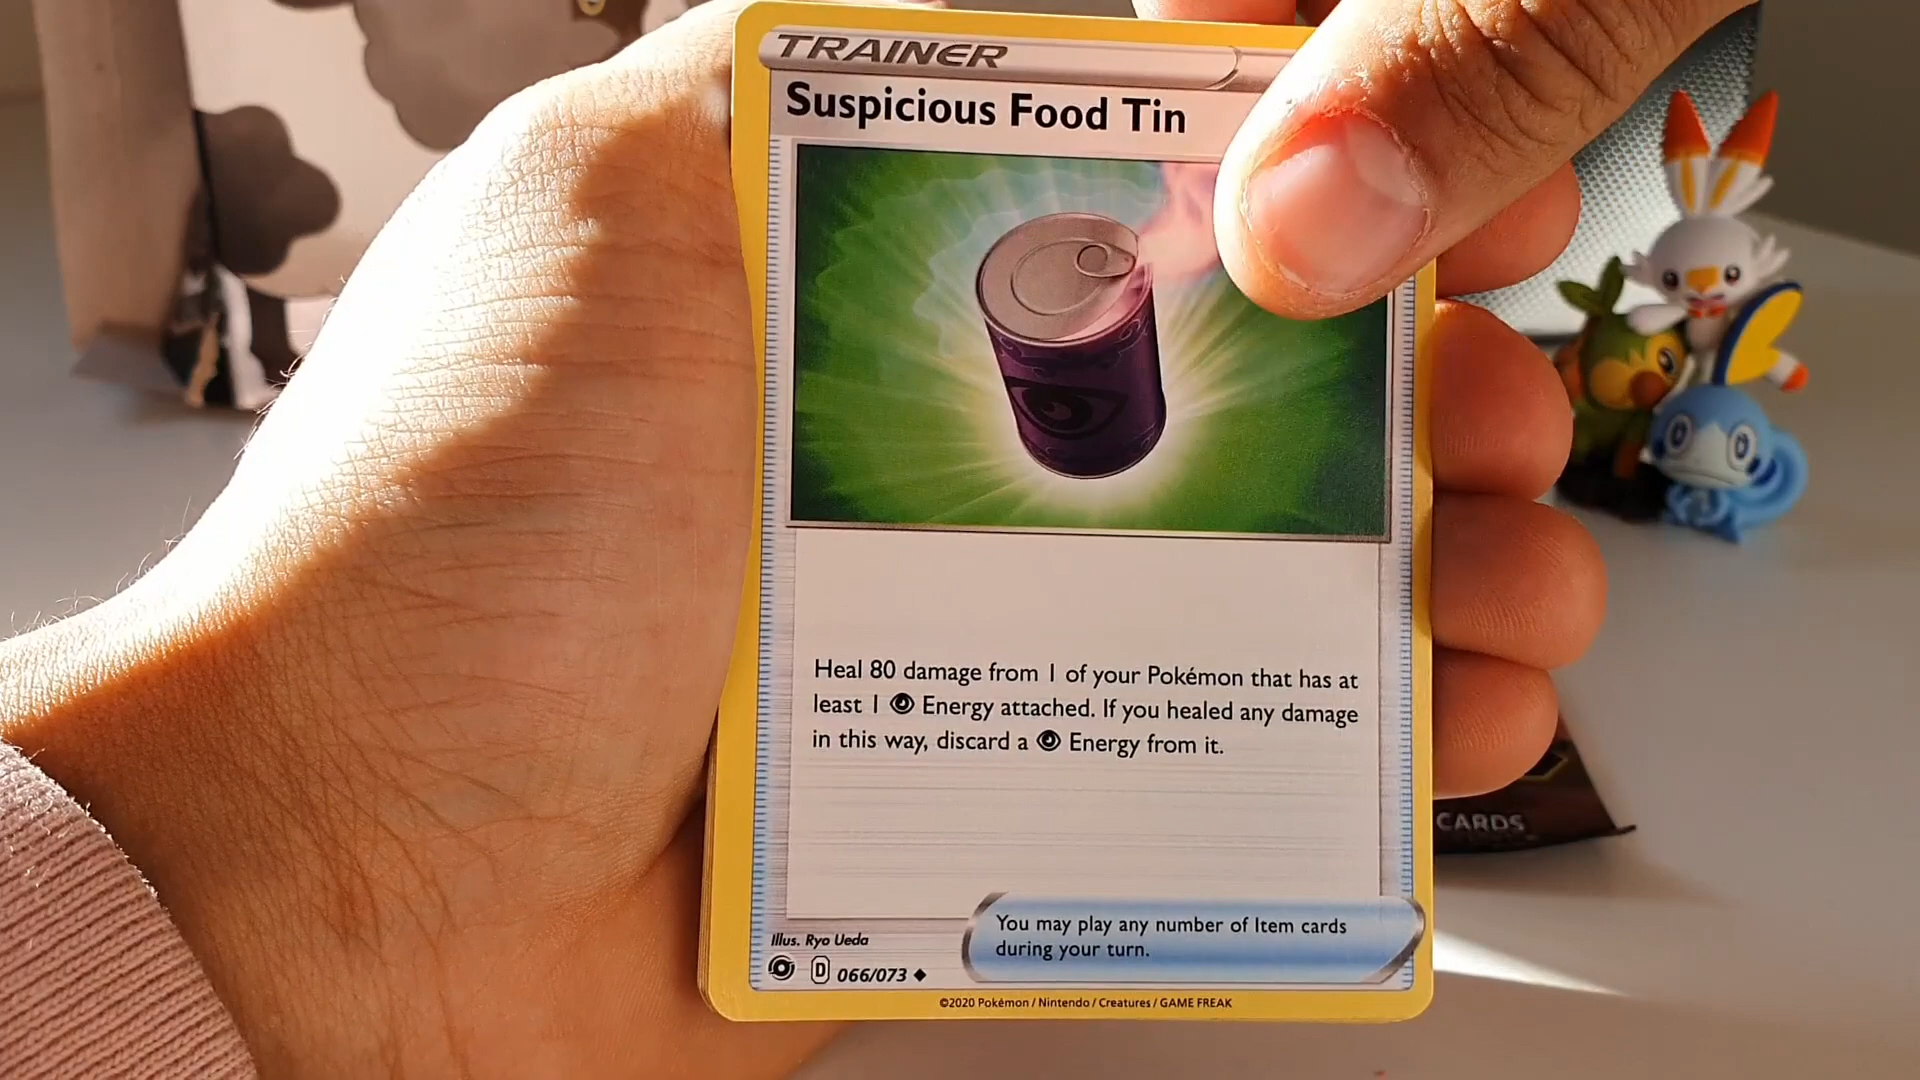 TRAINER
Suspicious Food Tin
Heal 80 damage from 1 of your Pokémon that has at
least 1 Energy attached. If you healed any damage
in this way, discard a Energy from it.
You may play any number of Item cards
during your turn.
Illus. Ryo Ueda
D 066/073
©2020 Pokémon / Nintendo / Creatures / GAME FREAK
CARDS